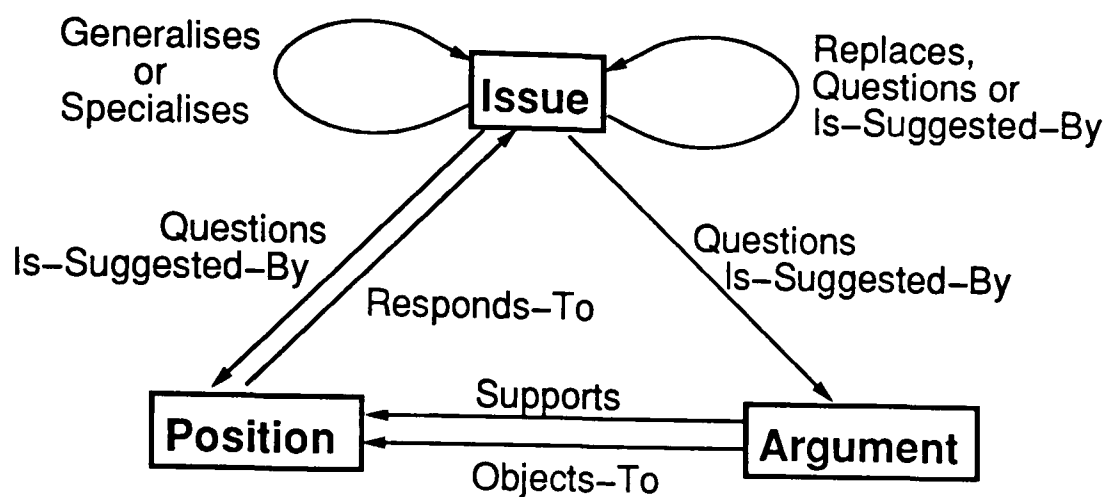 Generalises
or
Specialises
Issue
Replaces,
Questions or
Is–Suggested–By
Questions
Is–Suggested–By
Responds–To
Questions
Is–Suggested–By
Supports
Position
Argument
Objects–To